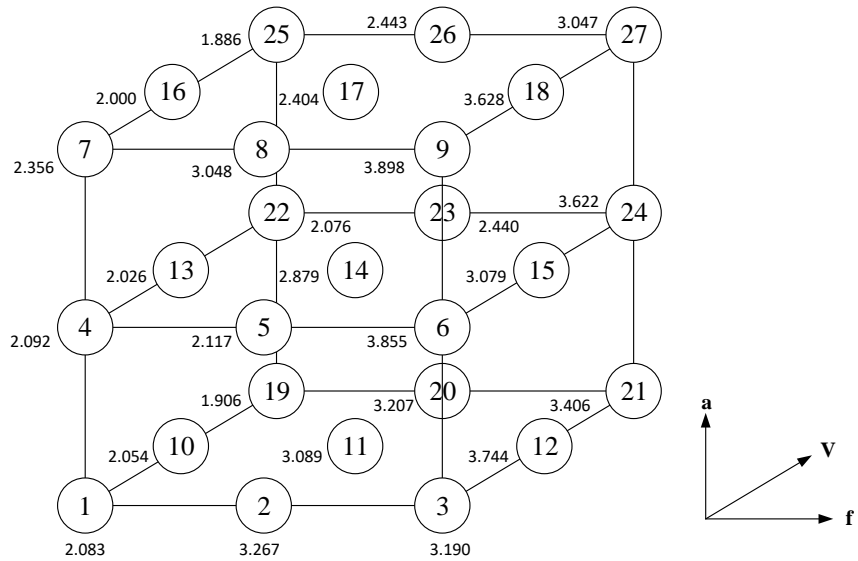 25 2.443 26 3.047 27
1.886
2.000 16 2.404 17 3.628 18
7 8 9
2.356 3.048 3.898
22 2.076 23 2.440 3.622 24
2.026 13 2.879 14 3.079 15
4 5 6
2.092 2.117 3.855
1.906 19 3.207 20 3.406 21
2.054 10 3.089 11 3.744 12
1 2 3
2.083 3.267 3.190
a
V
f